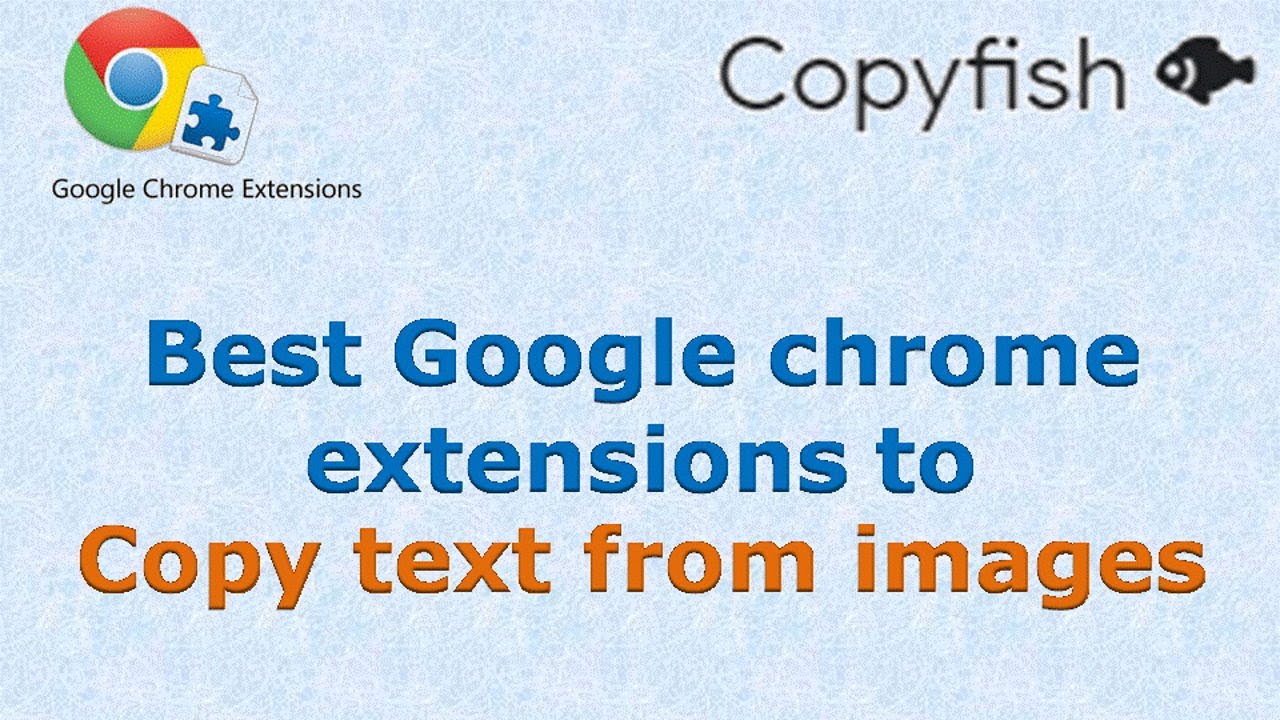 Copyfish
Google Chrome Extensions
Best Google chrome
extensions to
Copy text from images